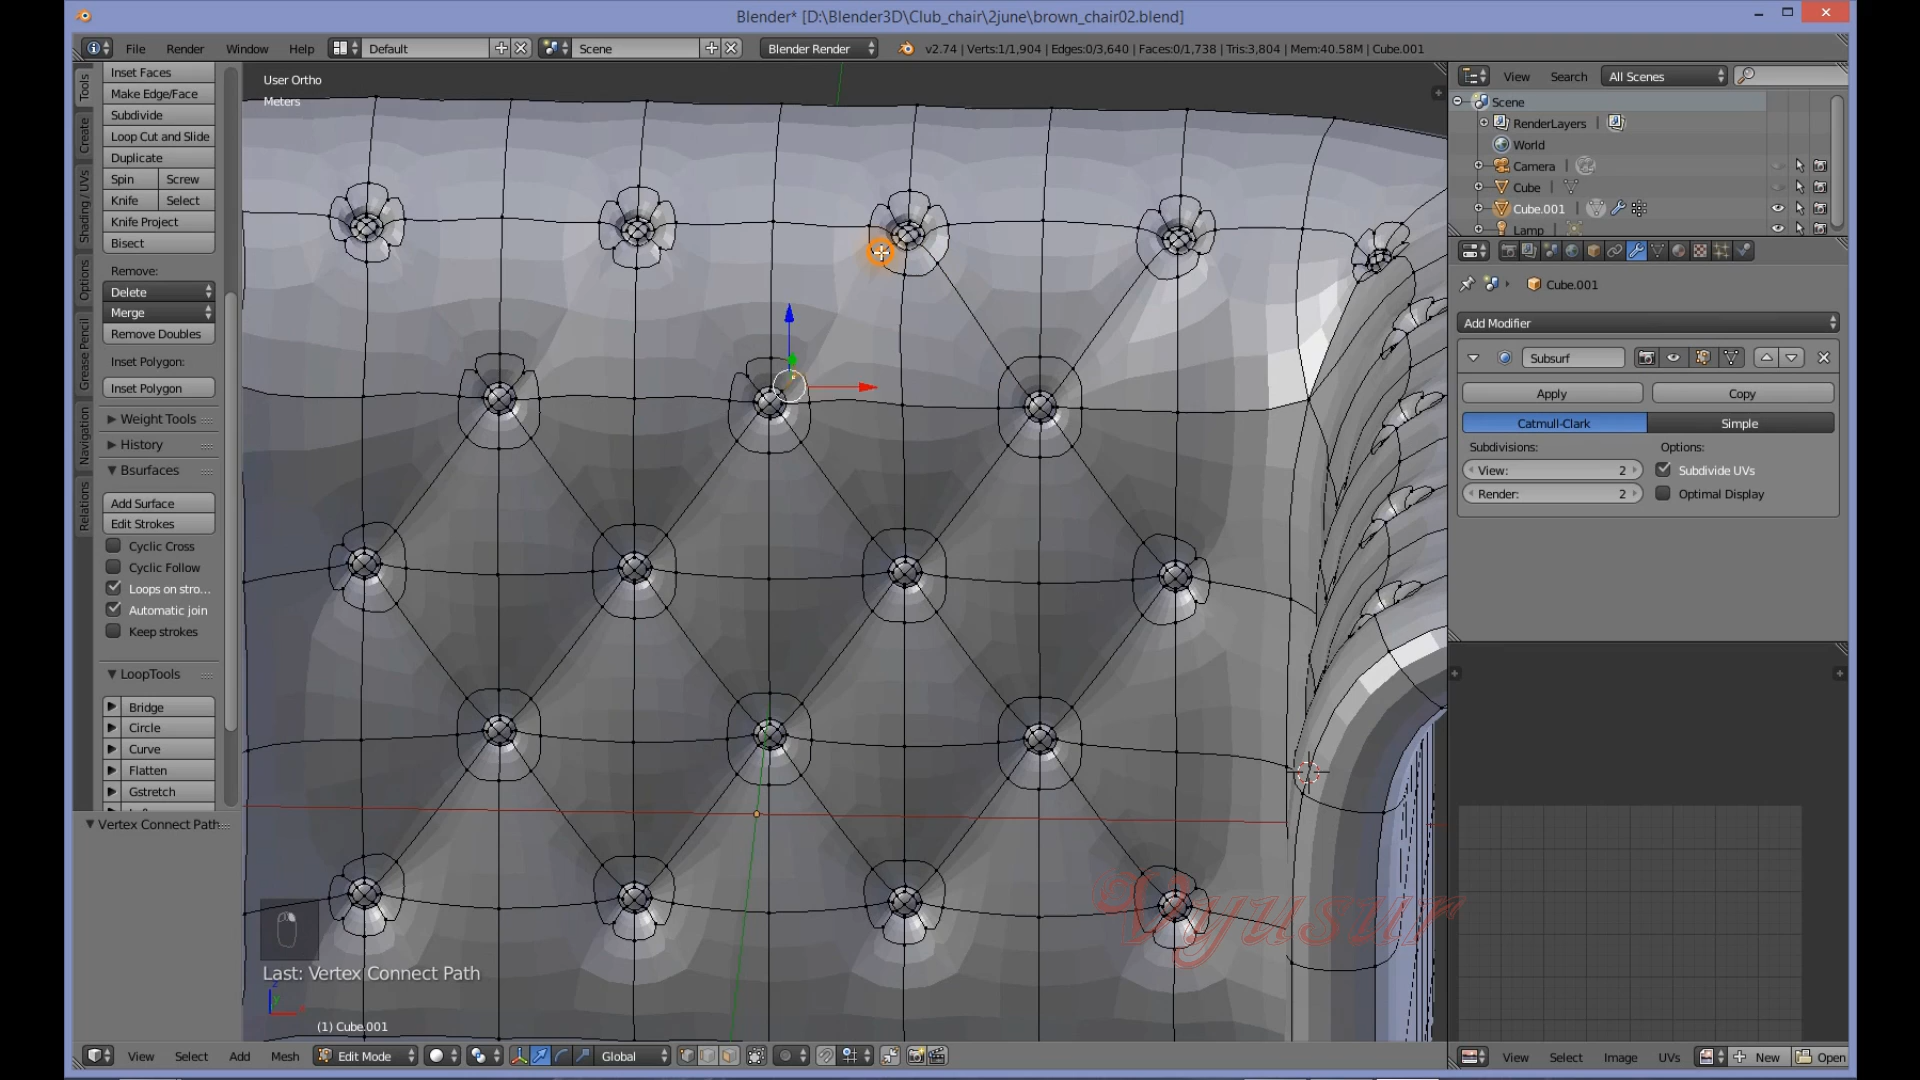 Blender* [D:\Blender3D\Club_chair\2june\brown_chair02.blend]
File Render Window Help Default Scene Blender Render v2.74 | Verts:1/1,904 | Edges:0/3,640 | Faces:0/1,738 | Tris:3,804 | Mem:40.58M | Cube.001
Tools
Create
Shading / UVs
Options
Grease Pencil
Navigation
Relations
Inset Faces
Make Edge/Face
Subdivide
Loop Cut and Slide
Duplicate
Spin Screw
Knife Select
Knife Project
Bisect
Remove:
Delete
Merge
Remove Doubles
Inset Polygon:
Inset Polygon
Weight Tools
History
Bsurfaces
Add Surface
Edit Strokes
Cyclic Cross
Cyclic Follow
Loops on stro...
Automatic join
Keep strokes
LoopTools
Bridge
Circle
Curve
Flatten
Gstretch
Vertex Connect Path
User Ortho
Meters
Last: Vertex Connect Path
(1) Cube.001
Vyusur
View Select Add Mesh Edit Mode Global
View Search All Scenes
Scene
RenderLayers
World
Camera
Cube
Cube.001
Lamp
Cube.001
Add Modifier
Subsurf
Apply Copy
Catmull-Clark Simple
Subdivisions: Options:
View: 2 Subdivide UVs
Render: 2 Optimal Display
View Select Image UVs New Open